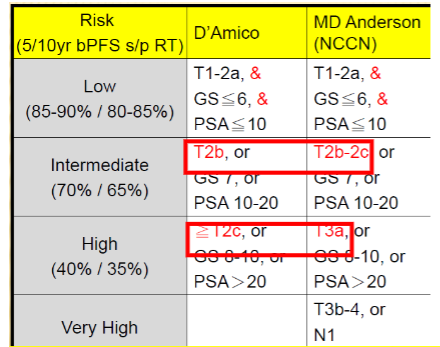 Risk
(5/10yr bPFS s/p RT)
D'Amico
MD Anderson
(NCCN)
Low
(85-90% / 80-85%)
T1-2a, &
GS≦6, &
PSA≦10
T1-2a, &
GS≦6, &
PSA≦10
Intermediate
(70% / 65%)
T2b, or
GS 7, or
PSA 10-20
T2b-2c, or
GS 7, or
PSA 10-20
High
(40% / 35%)
≧T2c, or
GS 8-10, or
PSA>20
T3a, or
GS 8-10, or
PSA>20
Very High
T3b-4, or
N1